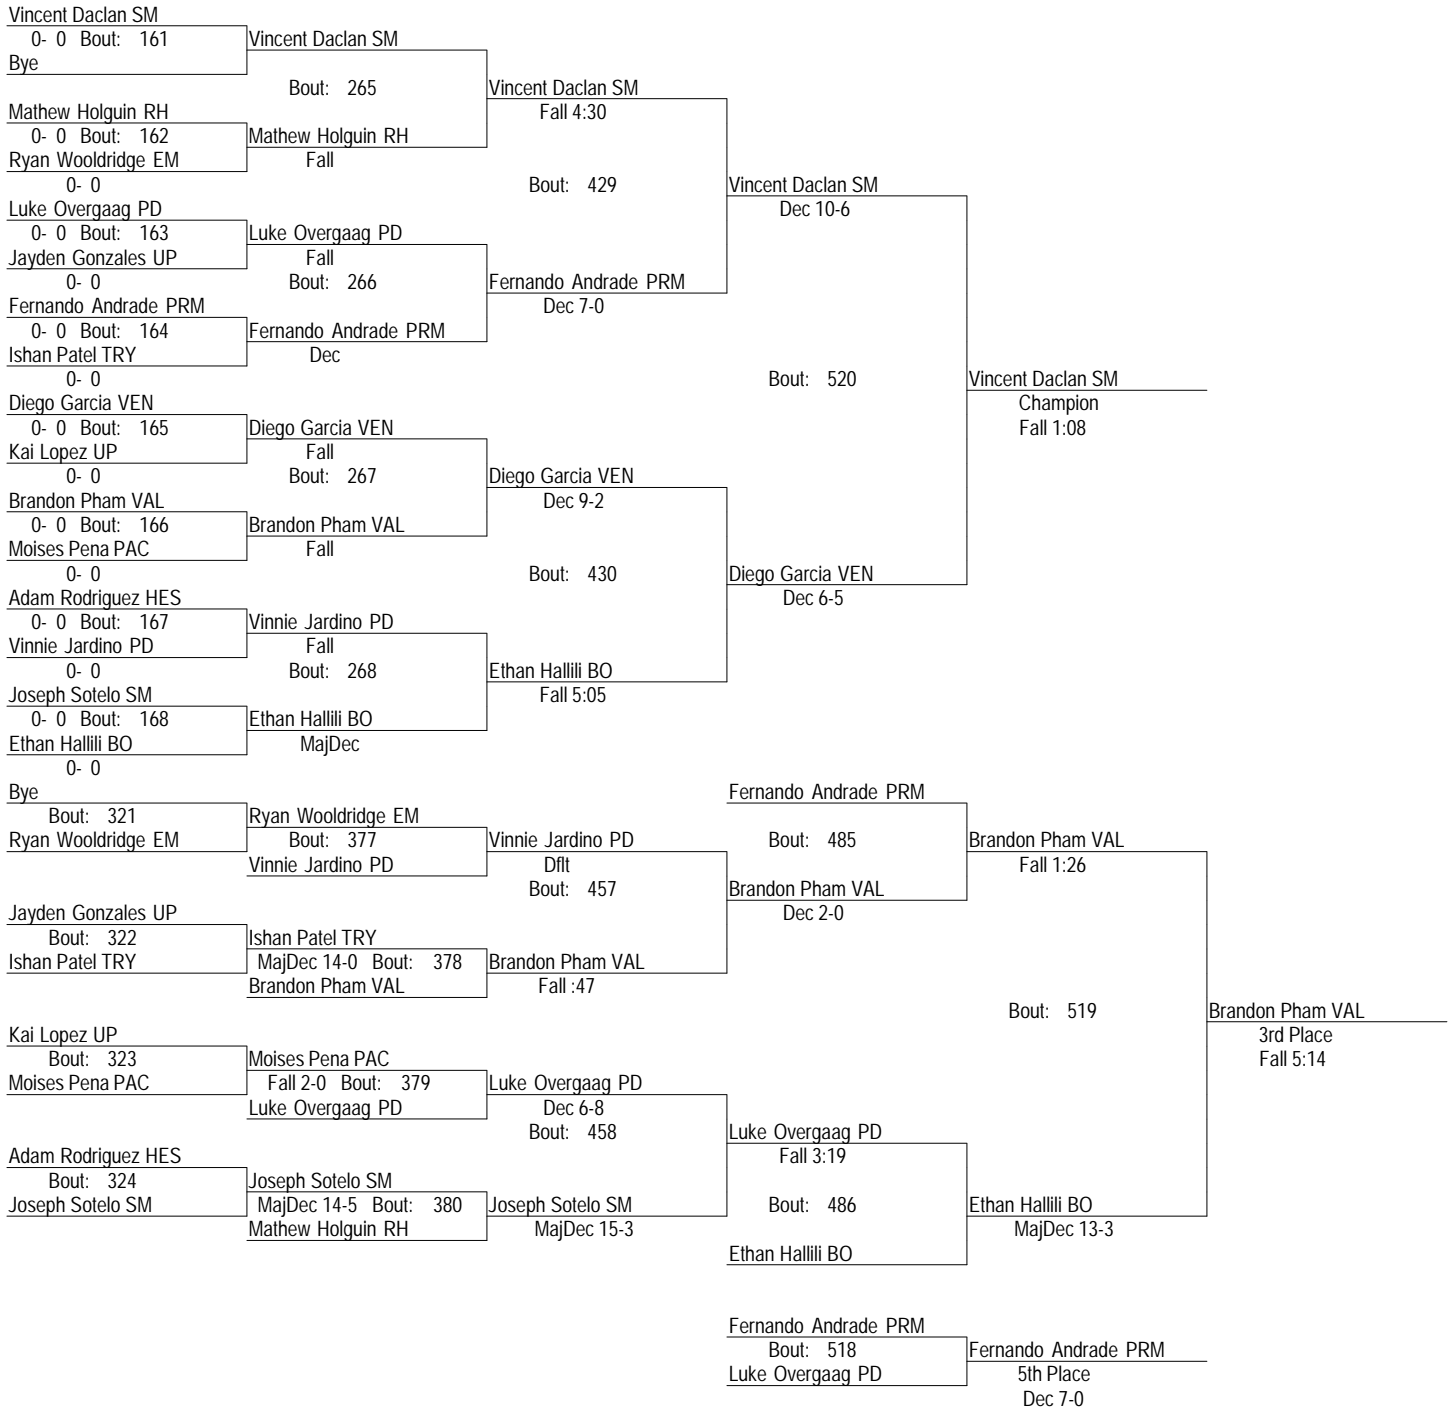 Vincent Daclan SM
0- 0 Bout: 161
Vincent Daclan SM
Bye
Bout: 265
Vincent Daclan SM
Mathew Holguin RH
Fall 4:30
0- 0 Bout: 162
Mathew Holguin RH
Ryan Wooldridge EM
Fall
0- 0
Bout: 429
Vincent Daclan SM
Luke Overgaag PD
Dec 10-6
0- 0 Bout: 163
Luke Overgaag PD
Jayden Gonzales UP
Fall
0- 0
Bout: 266
Fernando Andrade PRM
Fernando Andrade PRM
Dec 7-0
0- 0 Bout: 164
Fernando Andrade PRM
Ishan Patel TRY
Dec
0- 0
Bout: 520
Vincent Daclan SM
Diego Garcia VEN
Champion
0- 0 Bout: 165
Diego Garcia VEN
Fall 1:08
Kai Lopez UP
Fall
0- 0
Bout: 267
Diego Garcia VEN
Brandon Pham VAL
Dec 9-2
0- 0 Bout: 166
Brandon Pham VAL
Moises Pena PAC
Fall
0- 0
Bout: 430
Diego Garcia VEN
Adam Rodriguez HES
Dec 6-5
0- 0 Bout: 167
Vinnie Jardino PD
Vinnie Jardino PD
Fall
0- 0
Bout: 268
Ethan Hallili BO
Joseph Sotelo SM
Fall 5:05
0- 0 Bout: 168
Ethan Hallili BO
Ethan Hallili BO
MajDec
0- 0
Bye
Fernando Andrade PRM
Bout: 321
Ryan Wooldridge EM
Ryan Wooldridge EM
Bout: 377
Vinnie Jardino PD
Bout: 485
Brandon Pham VAL
Vinnie Jardino PD
Dflt
Fall 1:26
Bout: 457
Brandon Pham VAL
Jayden Gonzales UP
Dec 2-0
Bout: 322
Ishan Patel TRY
Ishan Patel TRY
MajDec 14-0 Bout: 378
Brandon Pham VAL
Brandon Pham VAL
Fall :47
Bout: 519
Brandon Pham VAL
Kai Lopez UP
3rd Place
Bout: 323
Moises Pena PAC
Fall 5:14
Moises Pena PAC
Fall 2-0 Bout: 379
Luke Overgaag PD
Luke Overgaag PD
Dec 6-8
Bout: 458
Luke Overgaag PD
Adam Rodriguez HES
Fall 3:19
Bout: 324
Joseph Sotelo SM
Joseph Sotelo SM
MajDec 14-5 Bout: 380
Joseph Sotelo SM
Bout: 486
Ethan Hallili BO
Mathew Holguin RH
MajDec 15-3
MajDec 13-3
Ethan Hallili BO
Fernando Andrade PRM
Bout: 518
Fernando Andrade PRM
Luke Overgaag PD
5th Place
Dec 7-0